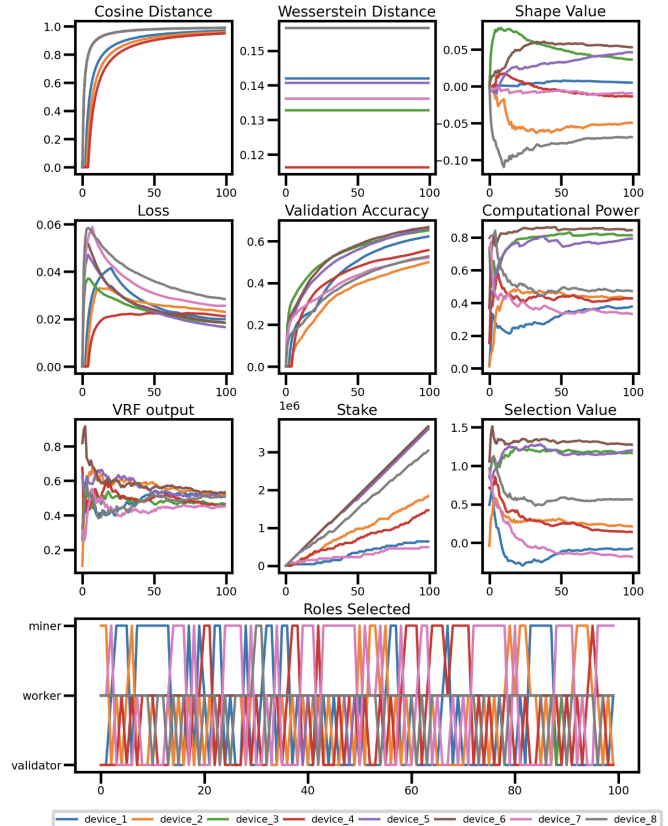 Cosine Distance Wesserstein Distance Shape Value
1.0 0.8 0.6 0.4 0.2 0.0
0.15 0.14 0.13 0.12
0.05 0.00 −0.05 −0.10
0 50 100 0 50 100 0 50 100
Loss Validation Accuracy Computational Power
0.06 0.04 0.02 0.00
0.6 0.4 0.2 0.0
0.8 0.6 0.4 0.2 0.0
0 50 100 0 50 100 0 50 100
VRF output 1e6 Stake Selection Value
0.8 0.6 0.4 0.2
3 2 1 0
1.5 1.0 0.5 0.0
0 50 100 0 50 100 0 50 100
Roles Selected
miner
worker
validator
0 20 40 60 80 100
device_1 device_2 device_3 device_4 device_5 device_6 device_7 device_8